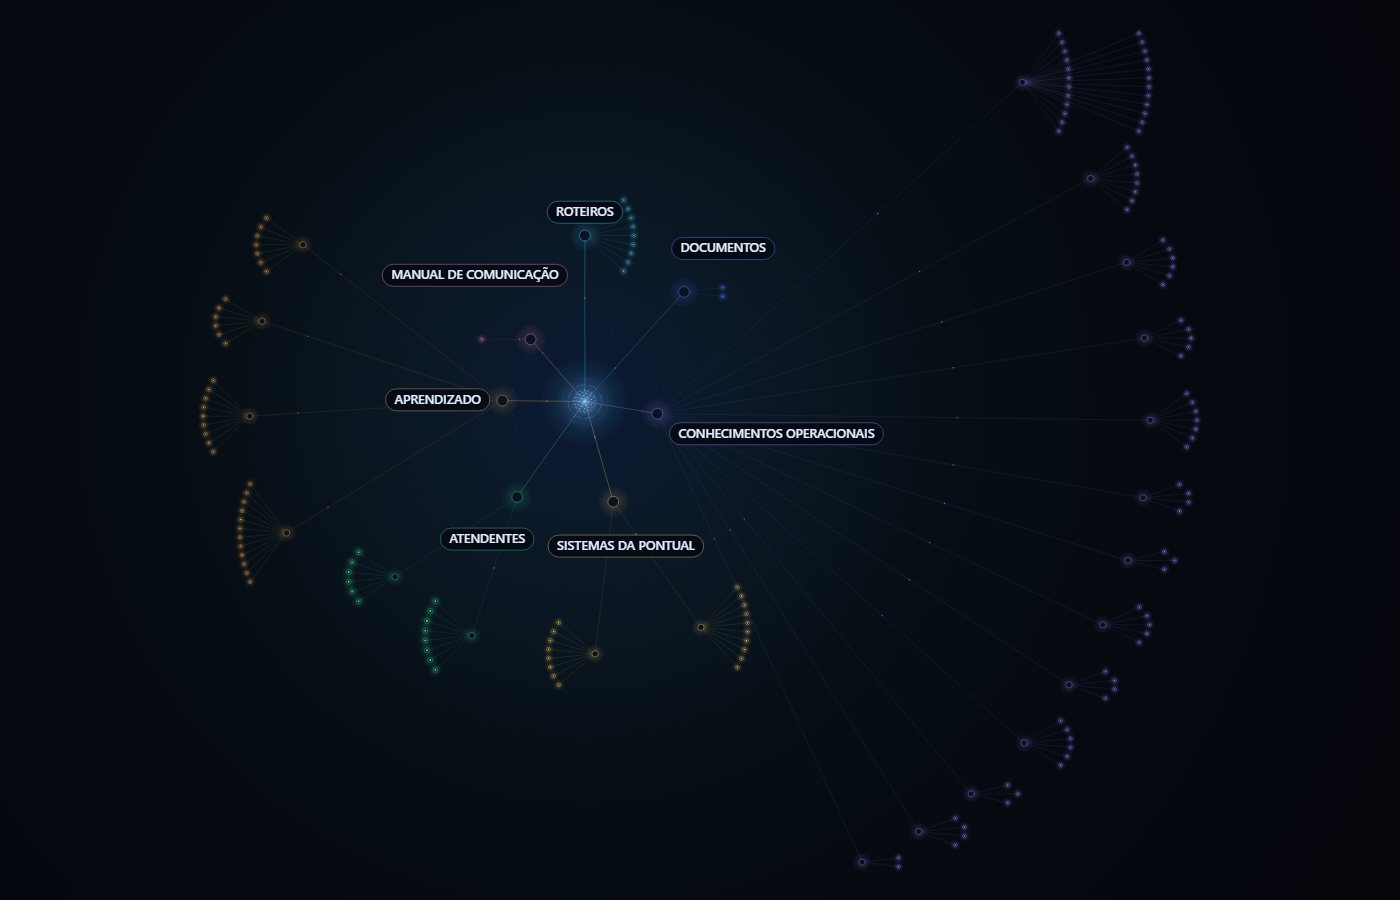 ROTEIROS
DOCUMENTOS
MANUAL DE COMUNICAÇÃO
APRENDIZADO
CONHECIMENTOS OPERACIONAIS
ATENDENTES
SISTEMAS DA PONTUAL